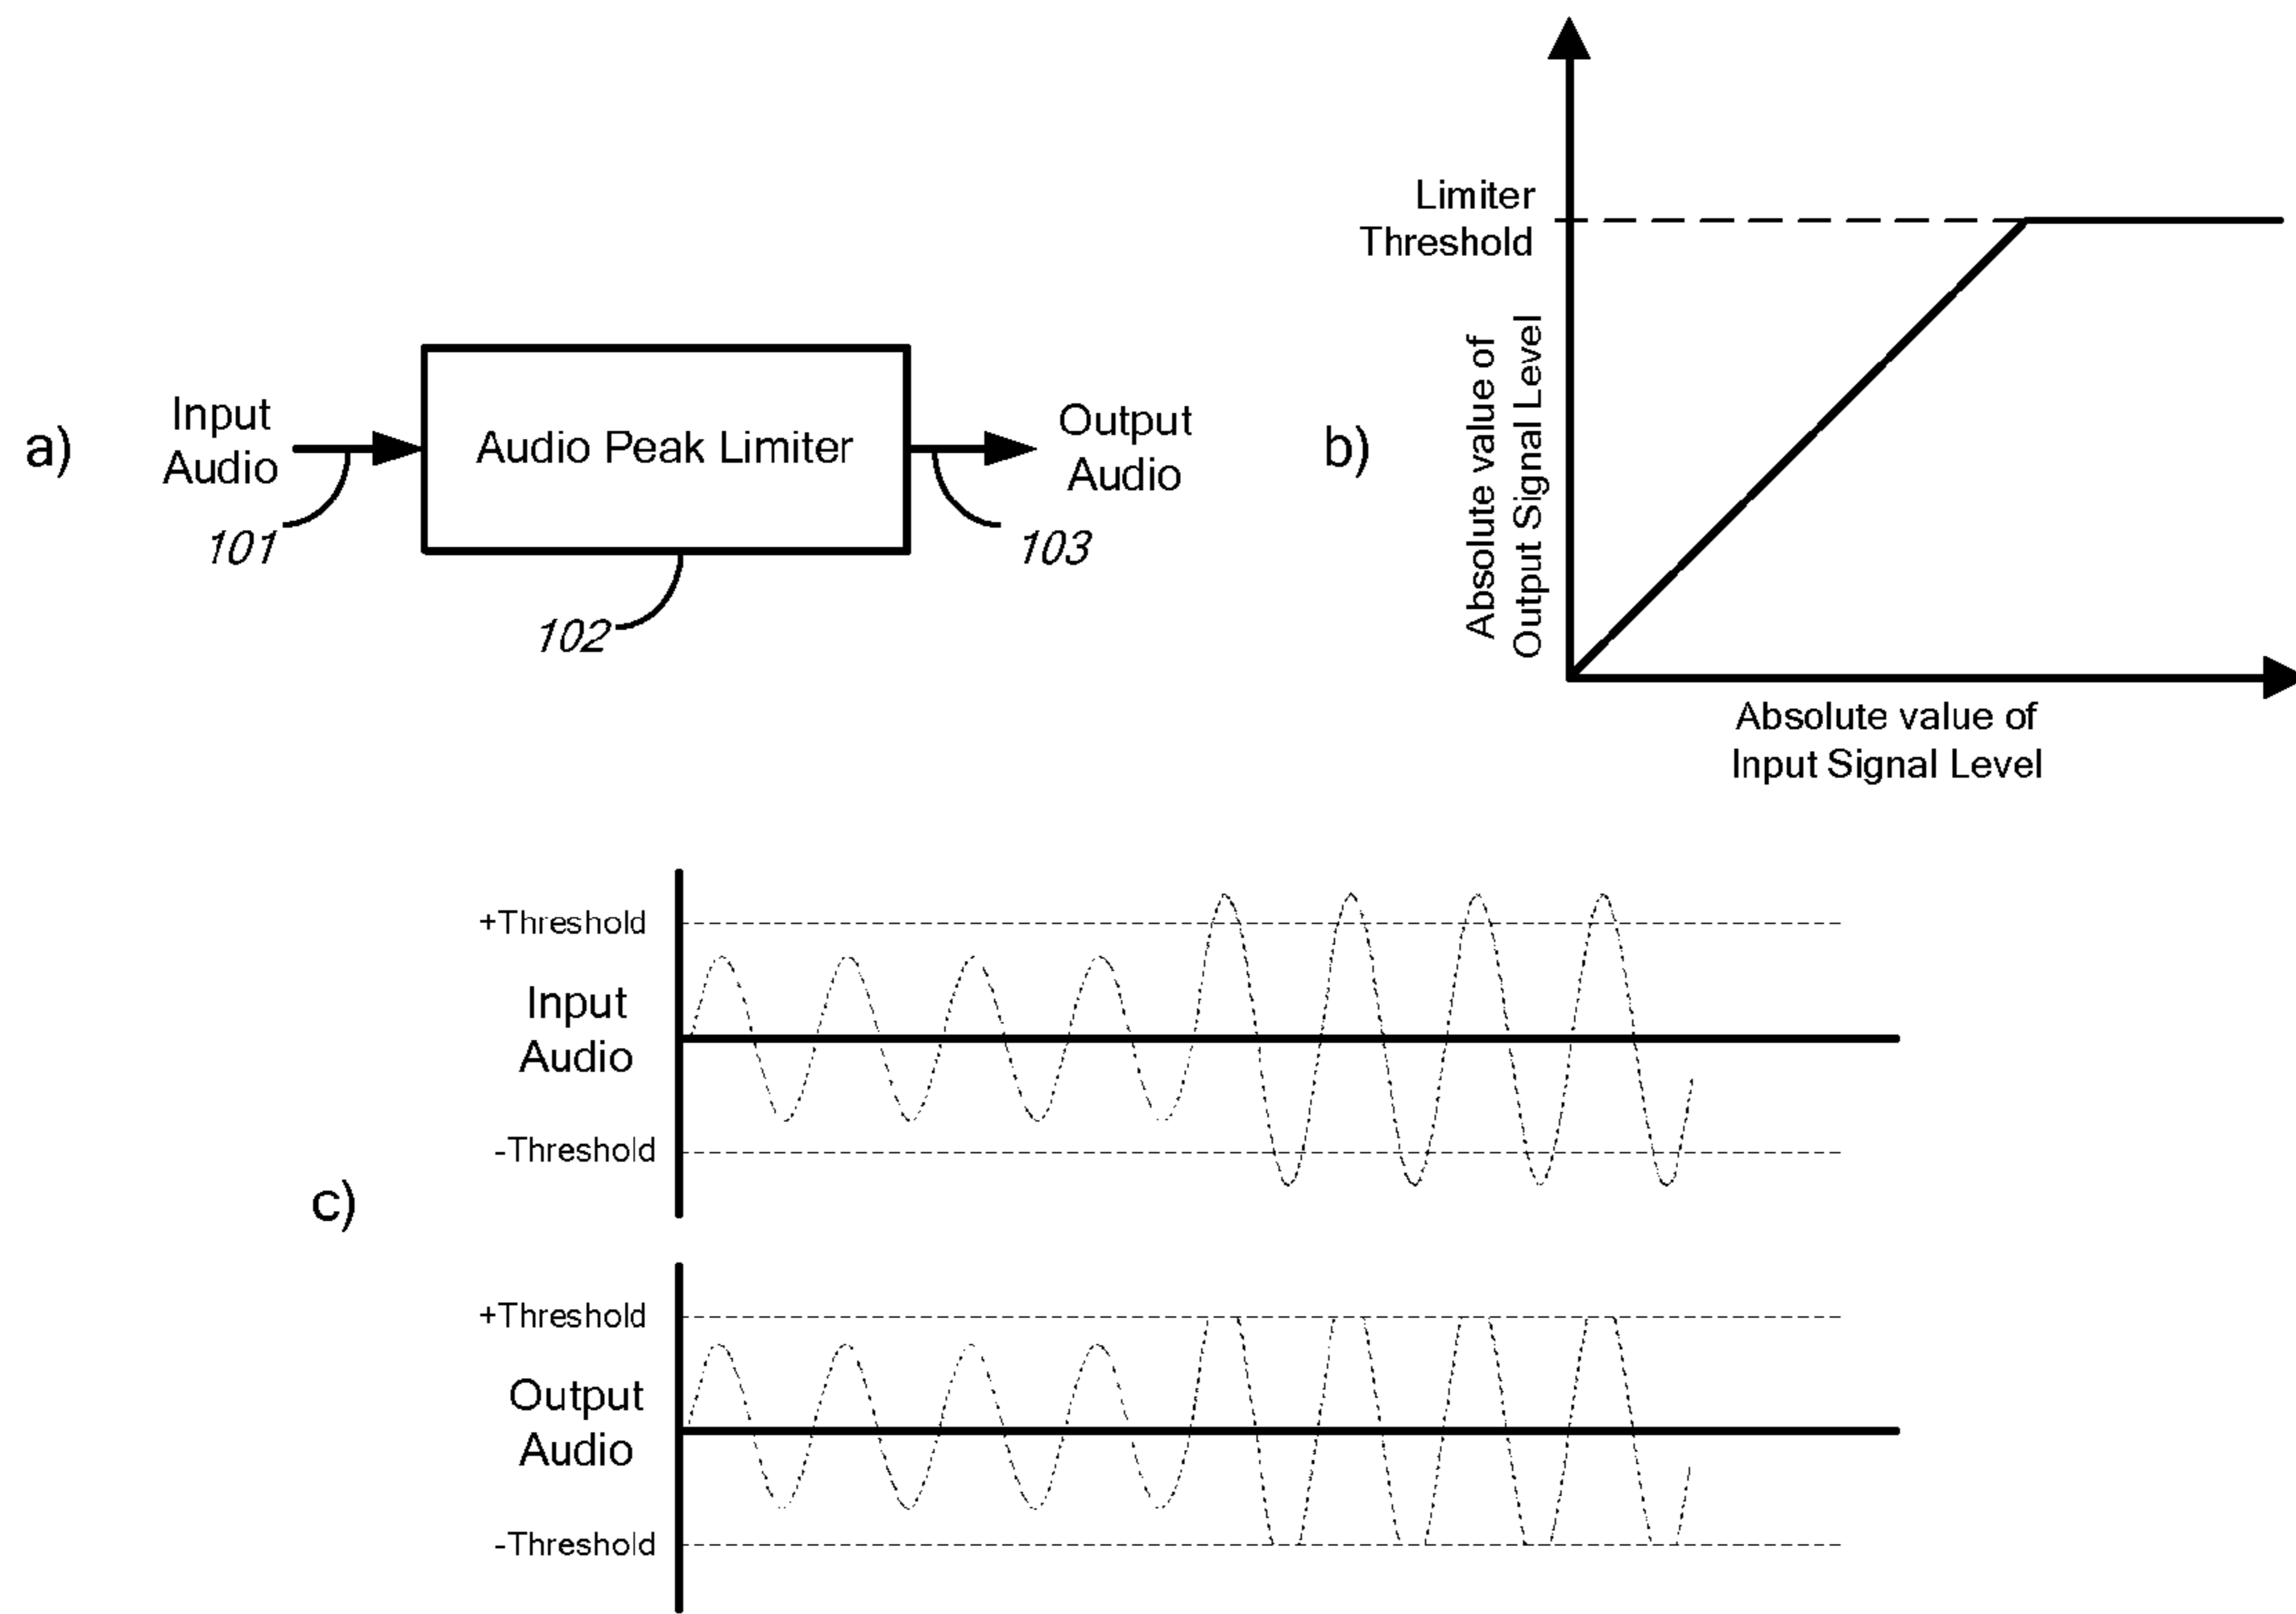 a)
Input
Audio
101
Audio Peak Limiter
102
Output
Audio
103
b)
Limiter
Threshold
Absolute value of
Output Signal Level
Absolute value of
Input Signal Level
c)
+Threshold
Input
Audio
-Threshold
+Threshold
Output
Audio
-Threshold